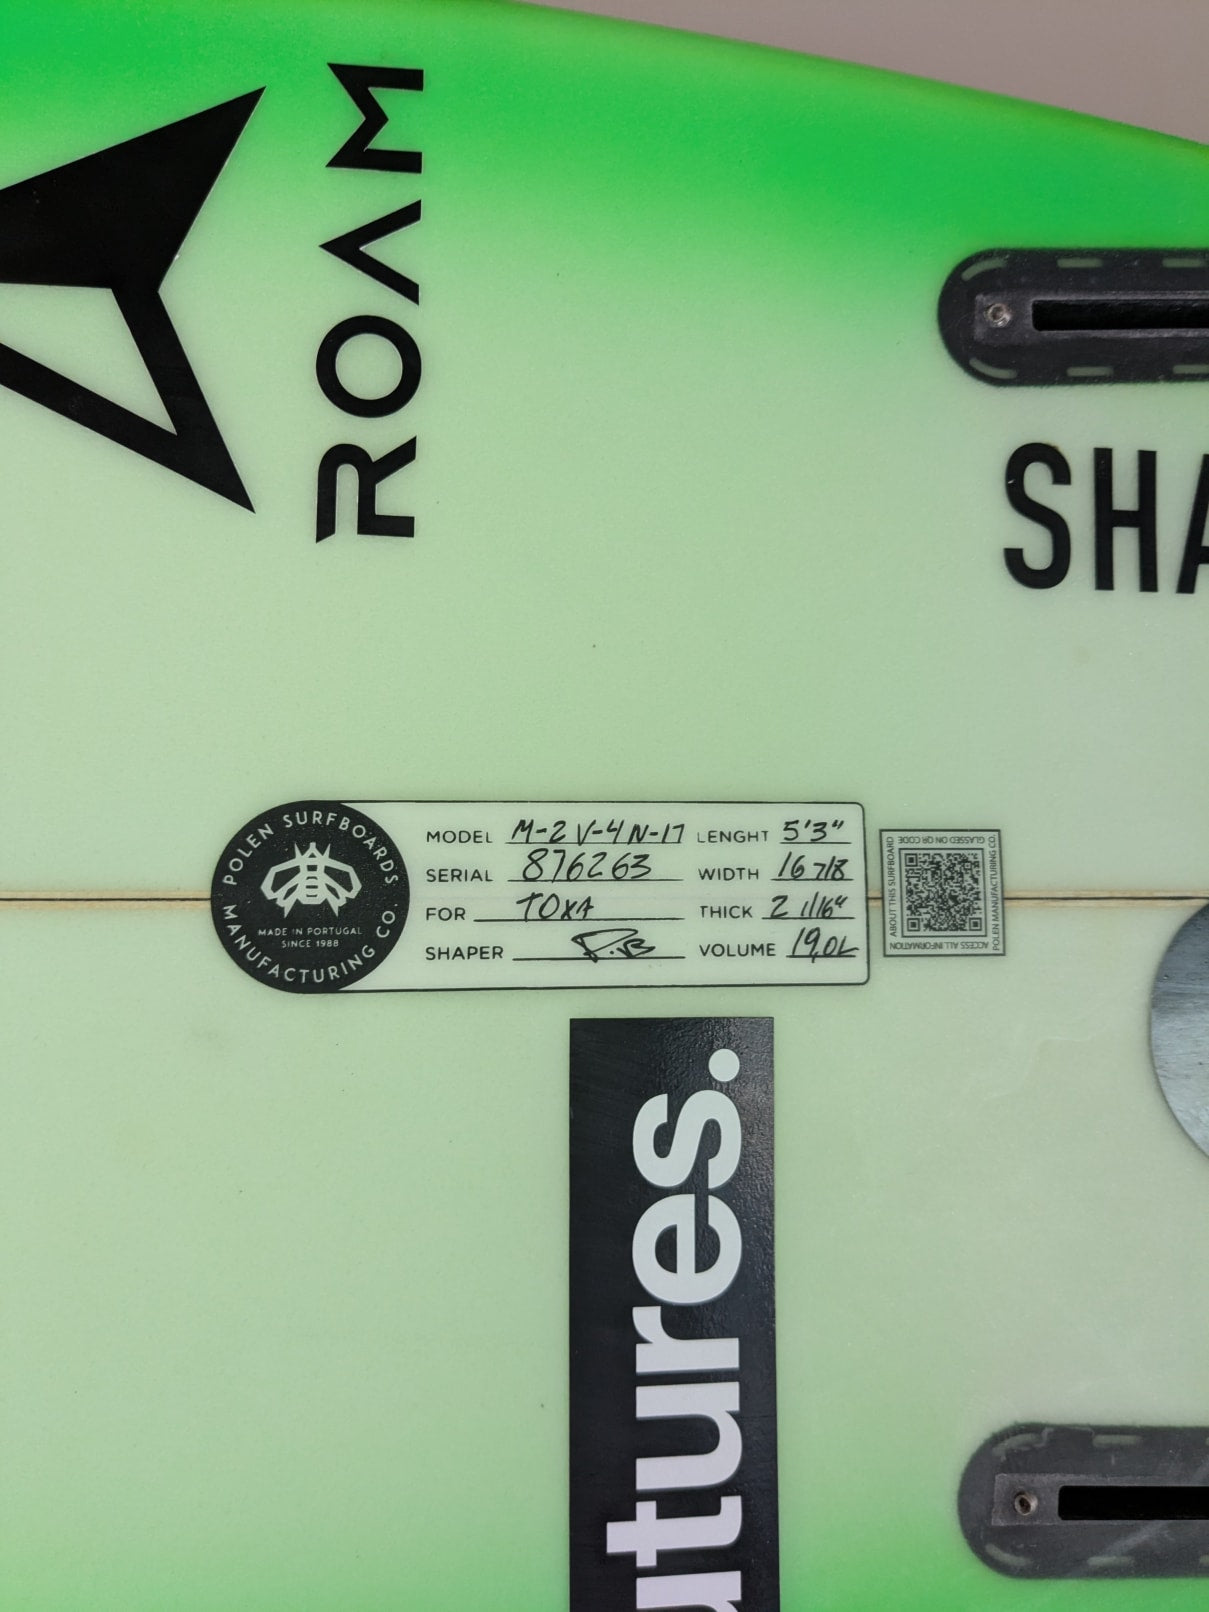 ROAM
SHA
POLEN SURFBOARDS
MANUFACTURING CO.
MADE IN PORTUGAL
SINCE 1988
MODEL M-2 V-4 N-17 LENGHT 5'3"
SERIAL 876263 WIDTH 16 7/8
FOR TOXA THICK 2 1/16"
SHAPER VOLUME 19,0L
GLASSED ON QR CODE
ABOUT THIS SURFBOARD
POLEN MANUFACTURING CO.
ACCESS ALL INFORMATION
utures.